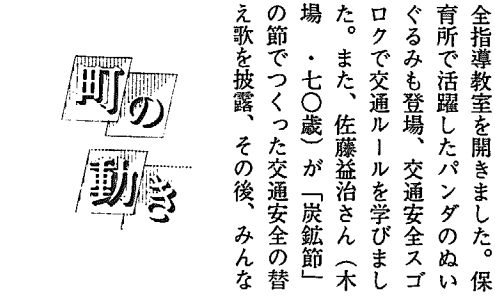 全指導教室を開きました。保
育所で活躍したパンダのぬい
ぐるみも登場、交通安全スゴ
ロクで交通ルールを学びまし
た。また、佐藤益治さん（木
場・七〇歳）が「炭鉱節」
の節でつくった交通安全の替
え歌を披露、その後、みんな
町の
動き